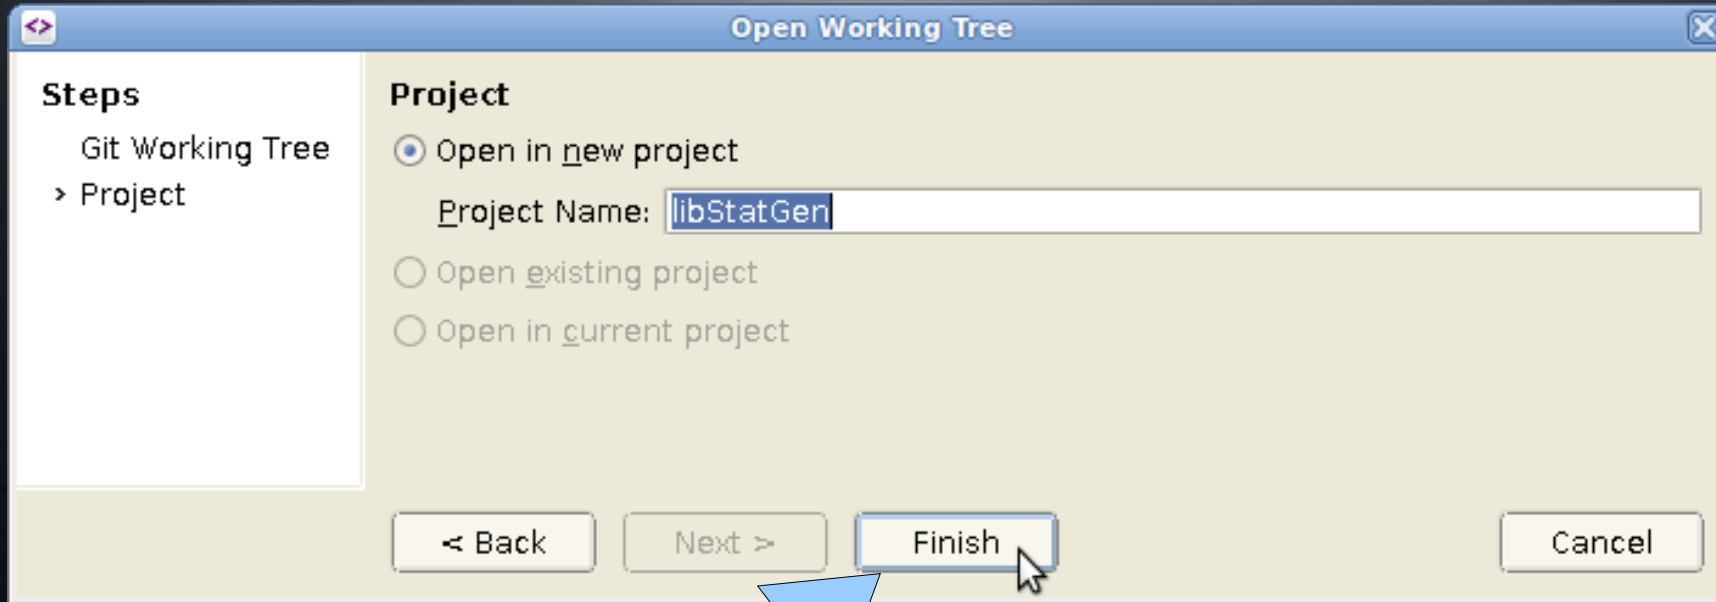 Open Working Tree
Steps
Git Working Tree
> Project
Project
Open in new project
Project Name: libStatGen
Open existing project
Open in current project
< Back
Next >
Finish
Cancel